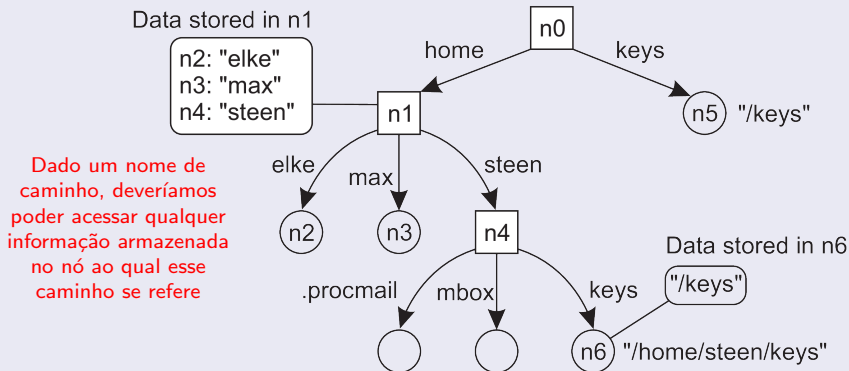 Data stored in n1
n0
home
keys
n2: "elke"
n3: "max"
n4: "steen"
n1
n5 "/keys"
Dado um nome de
caminho, deveríamos
poder acessar qualquer
informação armazenada
no nó ao qual esse
caminho se refere
elke
max
steen
n2
n3
n4
Data stored in n6
"/keys"
.procmail
mbox
keys
n6 "/home/steen/keys"